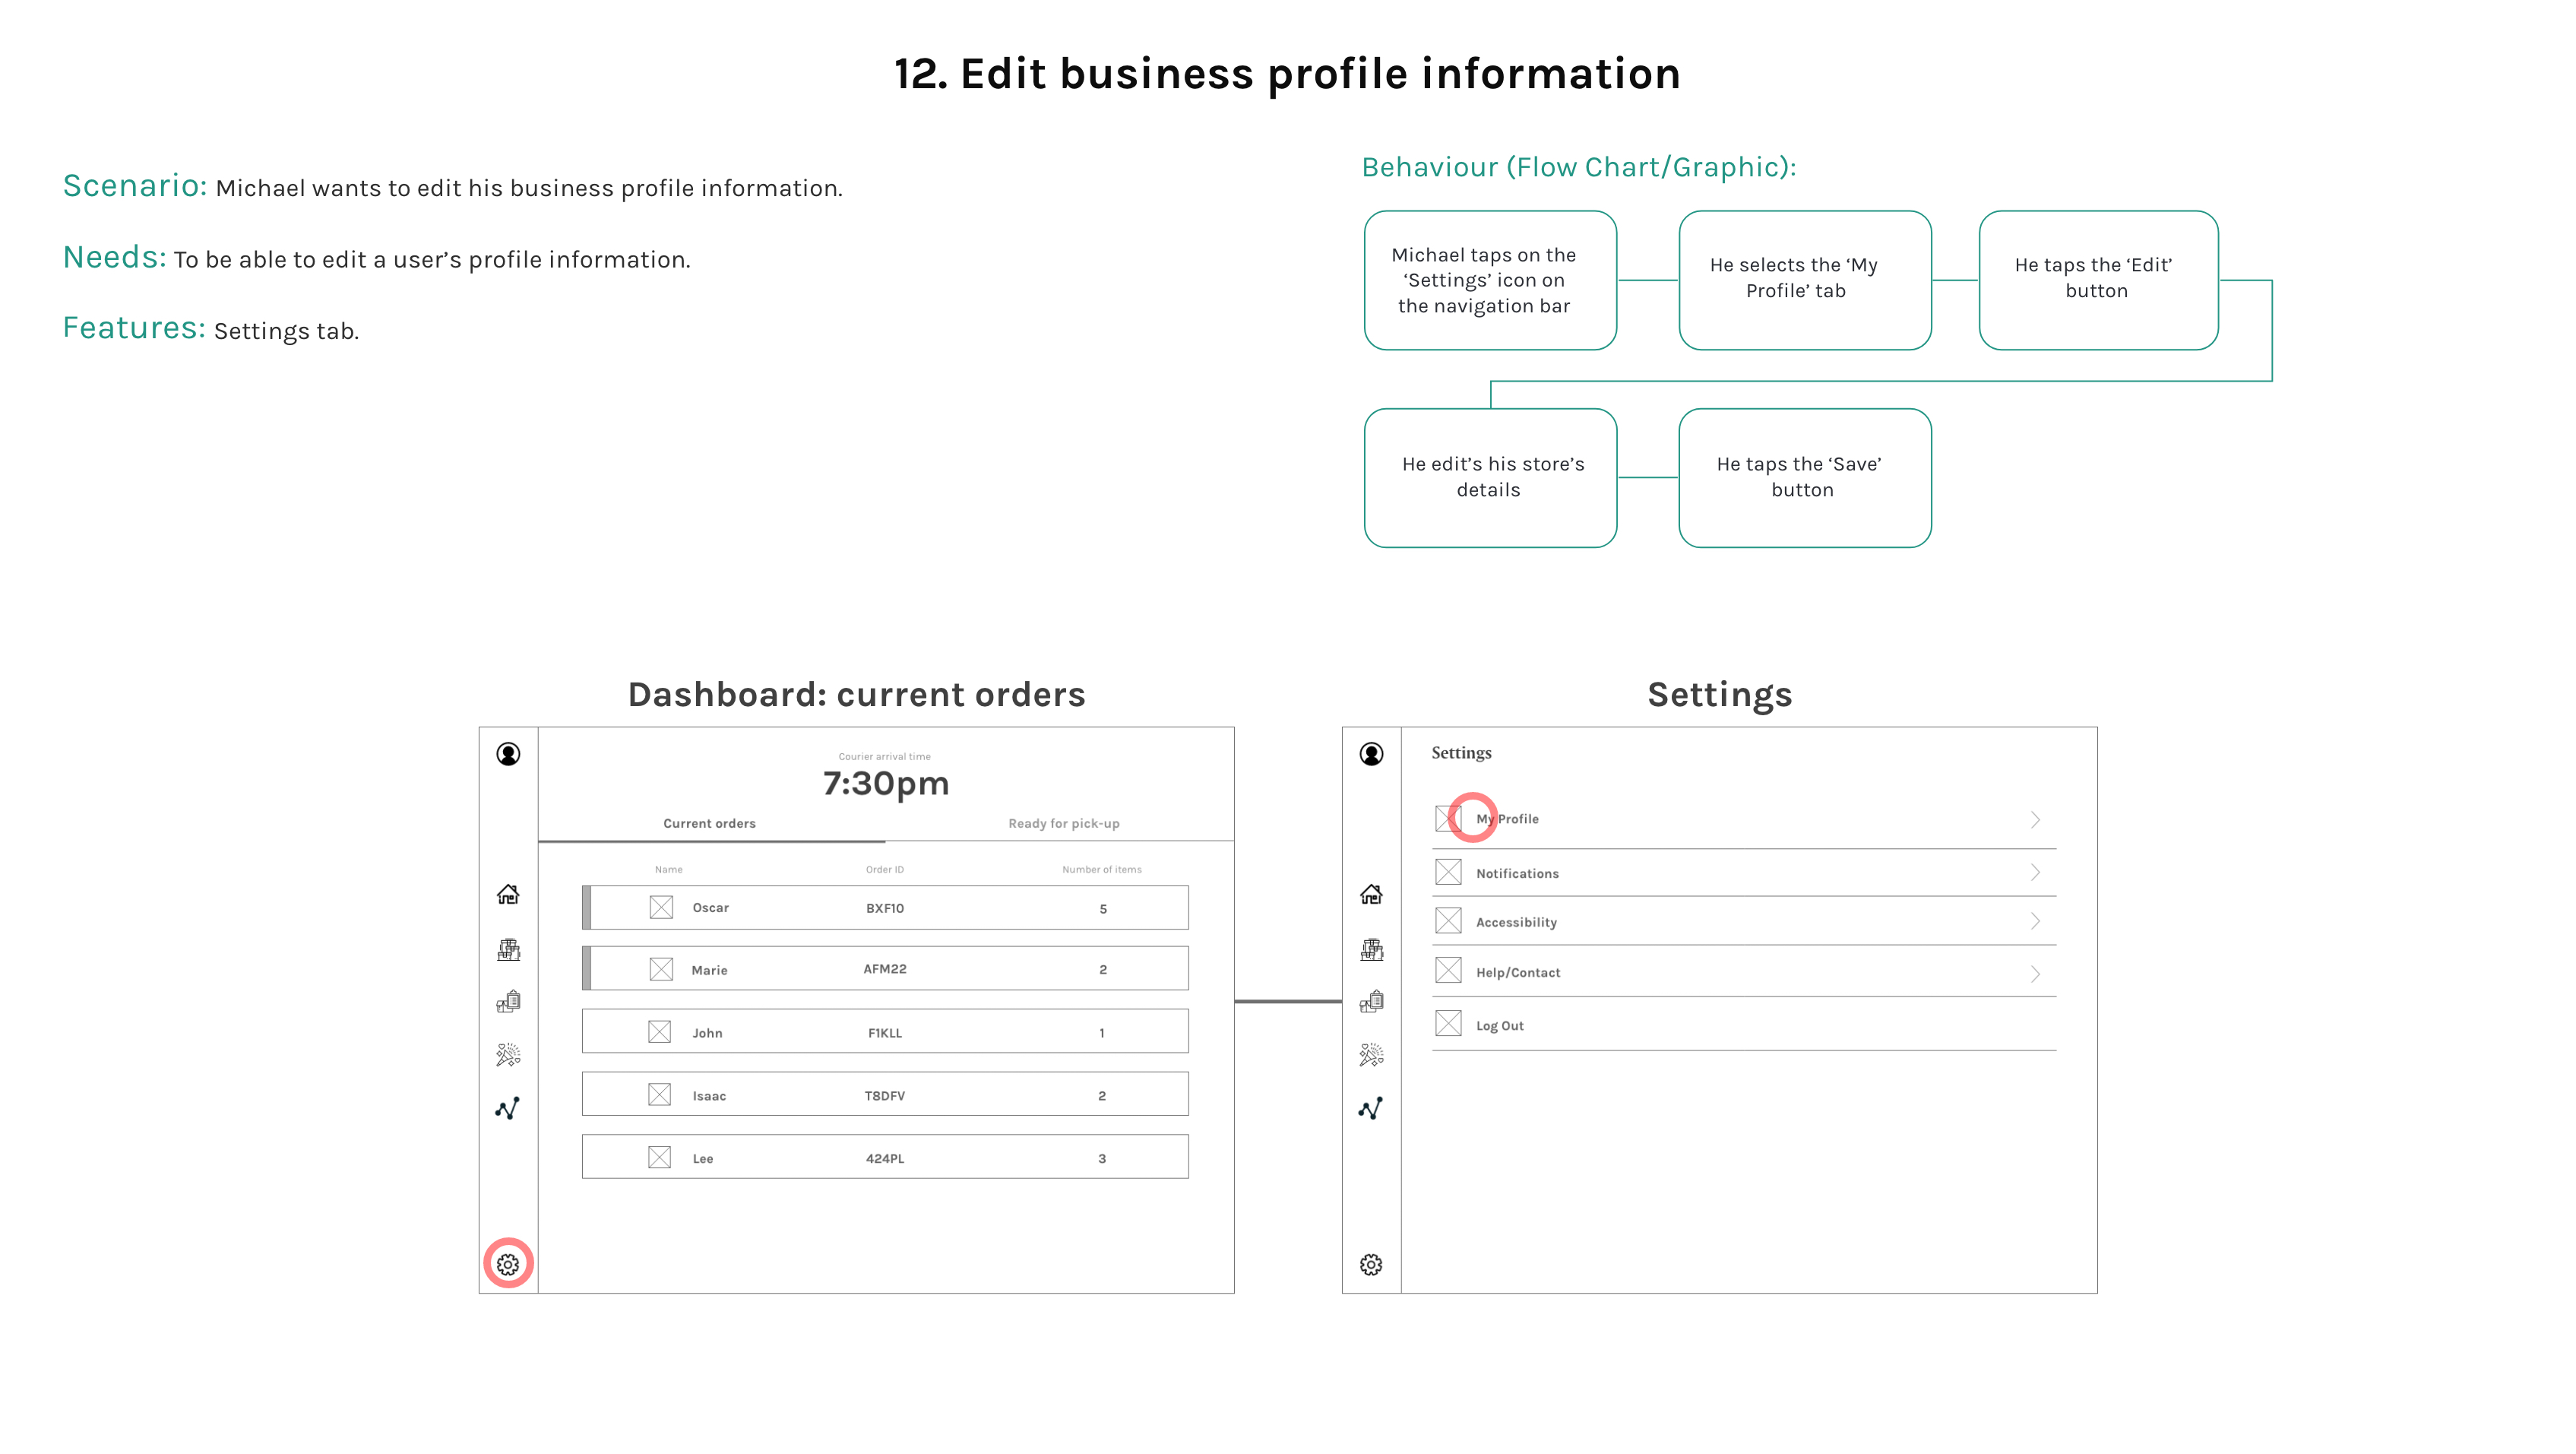 12. Edit business profile information
Scenario: Michael wants to edit his business profile information.
Needs: To be able to edit a user’s profile information.
Features: Settings tab.
Behaviour (Flow Chart/Graphic):
Michael taps on the
‘Settings’ icon on
the navigation bar
He selects the ‘My
Profile’ tab
He taps the ‘Edit’
button
He edit’s his store’s
details
He taps the ‘Save’
button
Dashboard: current orders
Courier arrival time
7:30pm
Current orders
Ready for pick-up
Name Order ID Number of items
Oscar BXF10 5
Marie AFM22 2
John F1KLL 1
Isaac T8DFV 2
Lee 424PL 3
Settings
Settings
My Profile
Notifications
Accessibility
Help/Contact
Log Out